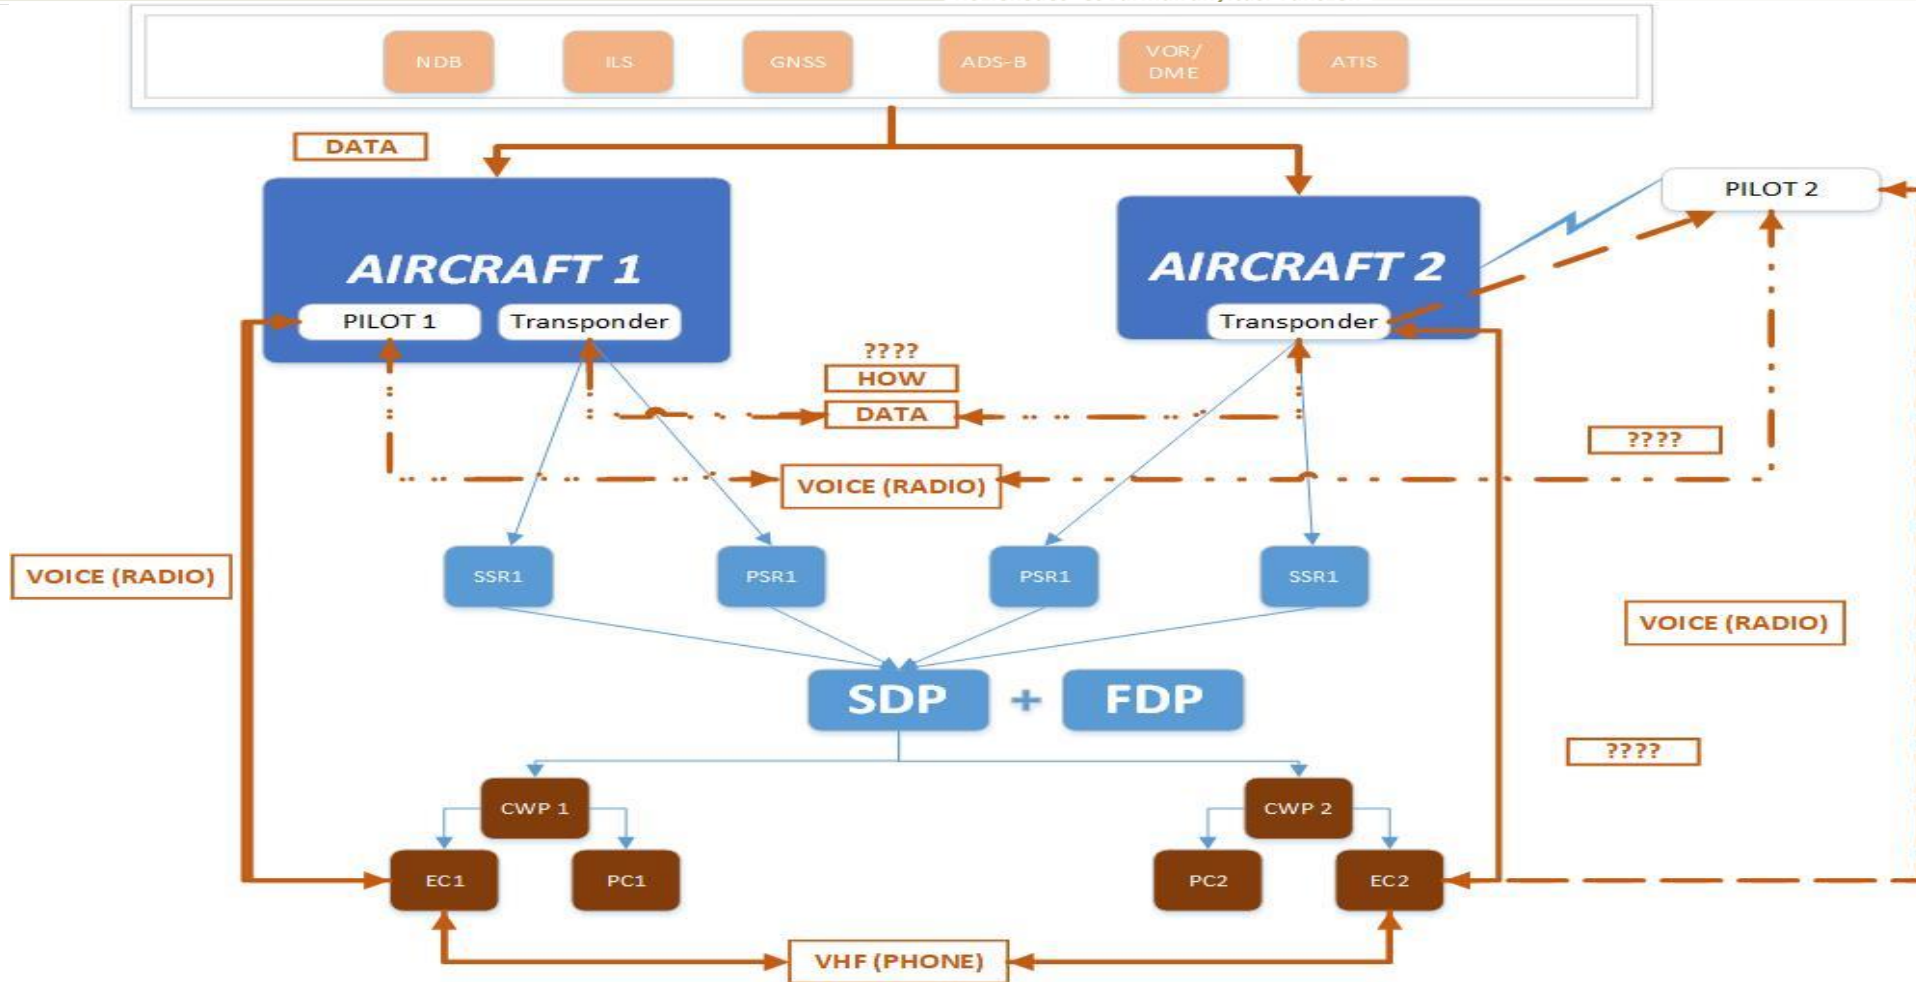 NDB
ILS
GNSS
ADS-B
VOR/
DME
ATIS
DATA
PILOT 2
AIRCRAFT 1
AIRCRAFT 2
PILOT 1
Transponder
Transponder
????
HOW
DATA
????
VOICE (RADIO)
VOICE (RADIO)
SSR1
PSR1
PSR1
SSR1
VOICE (RADIO)
SDP
+
FDP
????
CWP 1
CWP 2
EC1
PC1
PC2
EC2
VHF (PHONE)